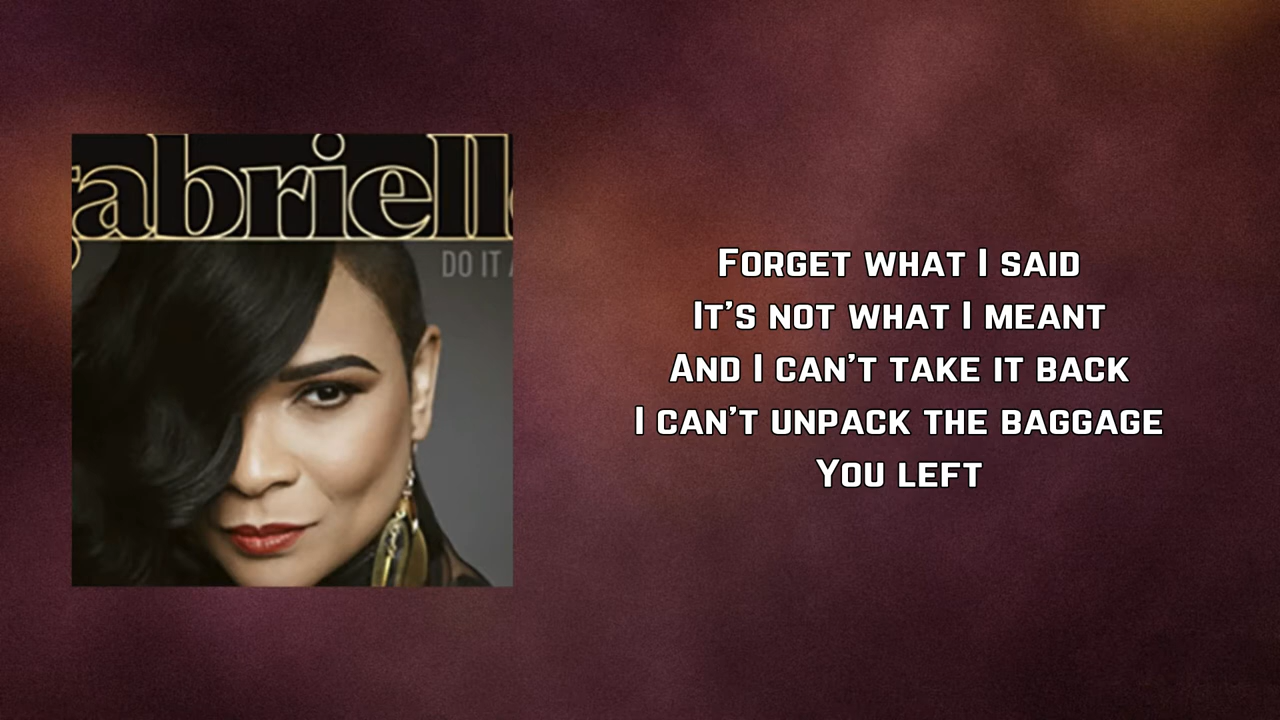 gabriell
DO IT A
Forget what I said
It's not what I meant
And I can't take it back
I can't unpack the baggage
You left